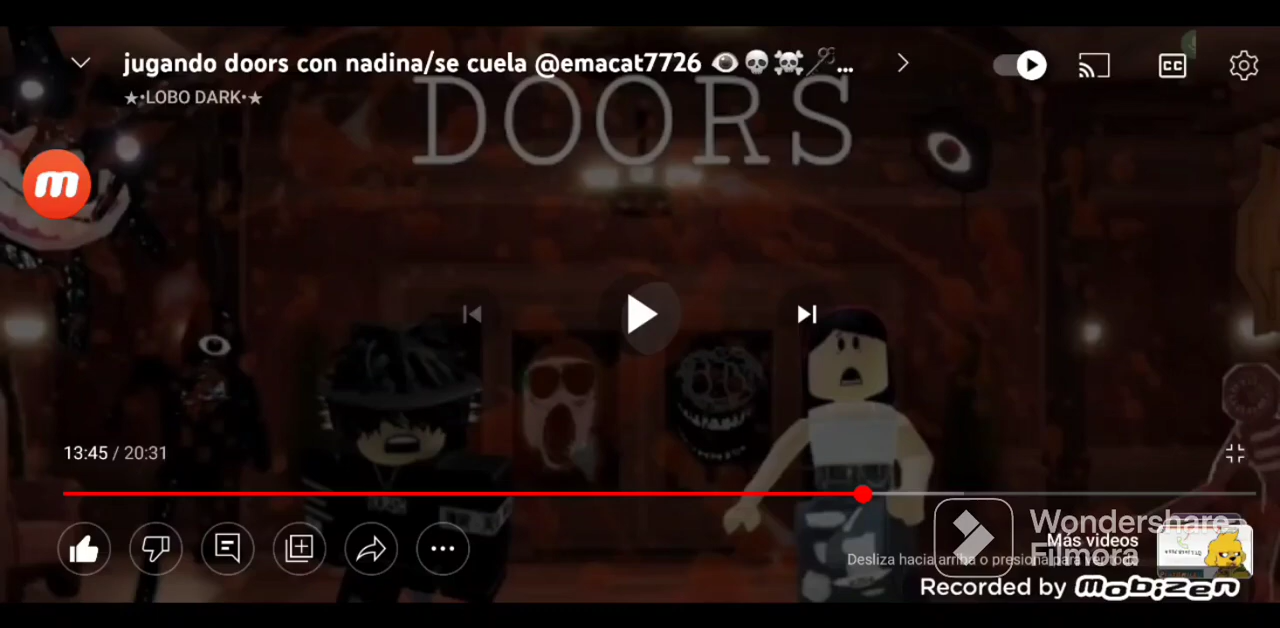 jugando doors con nadina/se cuela @emacat7726 👁💀☠🗝...
★•LOBO DARK•★
DOORS
m
CC
13:45 / 20:31
Wondershare
Filmora
Más videos
Desliza hacia arriba o presiona para ver todo
Recorded by mobizen